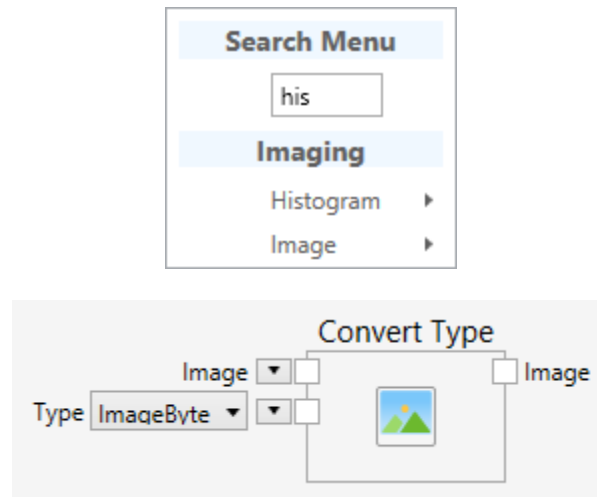 Search Menu
his
Imaging
Histogram
Image
Convert Type
Image Image
Type ImageByte